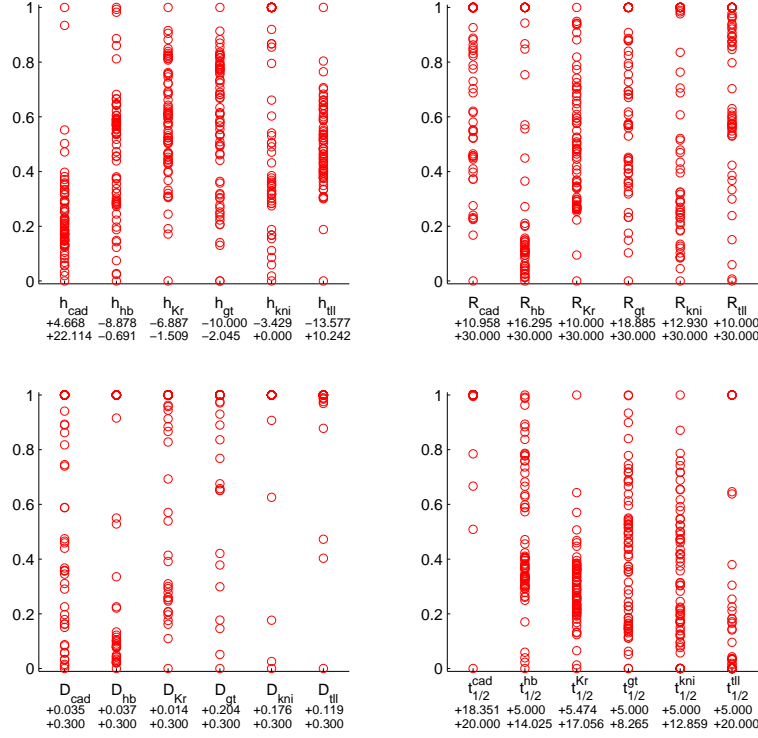 1
0.8
0.6
0.4
0.2
0
h_cad h_hb h_Kr h_gt h_kni h_tll
+4.668 −8.878 −6.887 −10.000 −3.429 −13.577
+22.114 −0.691 −1.509 −2.045 +0.000 +10.242
1
0.8
0.6
0.4
0.2
0
R_cad R_hb R_Kr R_gt R_kni R_tll
+10.958 +16.295 +10.000 +18.885 +12.930 +10.000
+30.000 +30.000 +30.000 +30.000 +30.000 +30.000
1
0.8
0.6
0.4
0.2
0
D_cad D_hb D_Kr D_gt D_kni D_tll
+0.035 +0.037 +0.014 +0.204 +0.176 +0.119
+0.300 +0.300 +0.300 +0.300 +0.300 +0.300
1
0.8
0.6
0.4
0.2
0
t_1/2^cad t_1/2^hb t_1/2^Kr t_1/2^gt t_1/2^kni t_1/2^tll
+18.351 +5.000 +5.474 +5.000 +5.000 +5.000
+20.000 +14.025 +17.056 +8.265 +12.859 +20.000